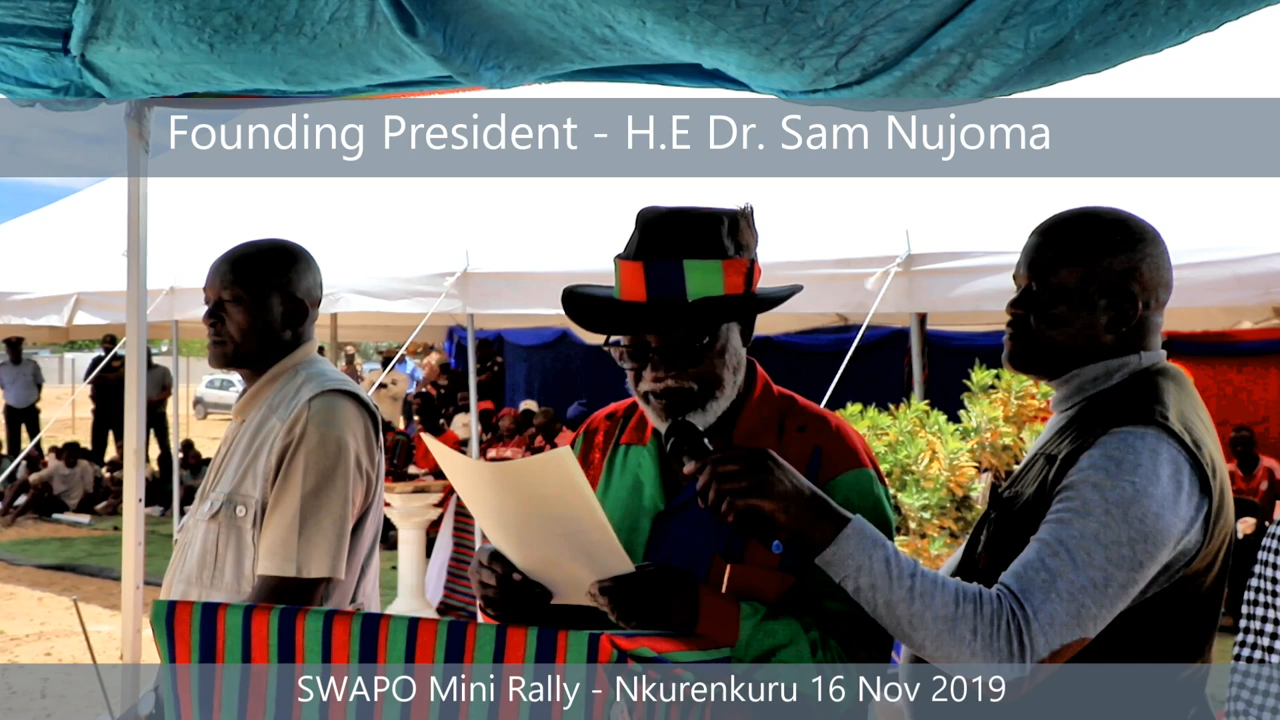 Founding President - H.E Dr. Sam Nujoma
SWAPO Mini Rally - Nkurenkuru 16 Nov 2019